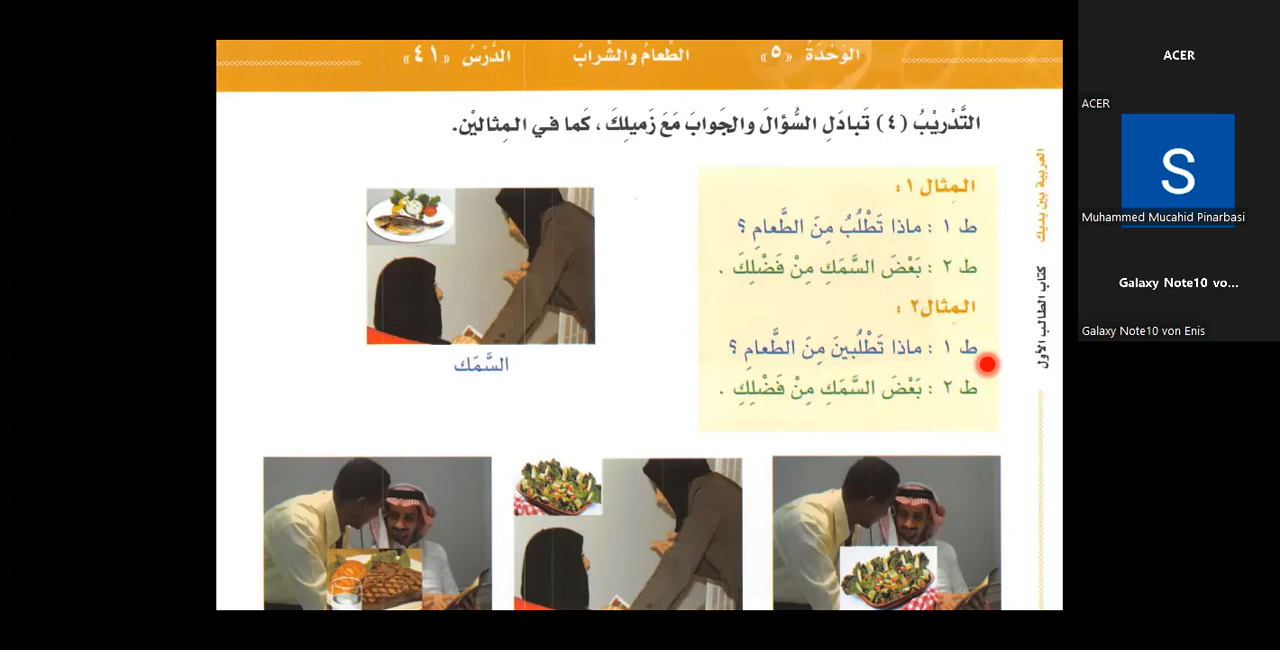 الوَحْدَةُ «٥»
الطَّعامُ والشَّرابُ
الدَّرْسُ «٤١»
التَّدْرِيْبُ (٤) تَبادَلِ السُّؤالَ والجَوابَ مَعَ زَميلِكَ ، كَما في المِثالَيْن.
المِثال ١ :
ط ١ : ماذا تَطْلُبُ مِنَ الطَّعامِ ؟
ط ٢ : بَعْضَ السَّمَكِ مِنْ فَضْلِكَ .
المِثال٢ :
ط ١ : ماذا تَطْلُبينَ مِنَ الطَّعامِ ؟
ط ٢ : بَعْضَ السَّمَكِ مِنْ فَضْلِكِ .
السَّمَك
العربية بين يديك
كتاب الطالب الأول
ACER
ACER
S
Muhammed Mucahid Pinarbasi
Galaxy Note10 vo...
Galaxy Note10 von Enis